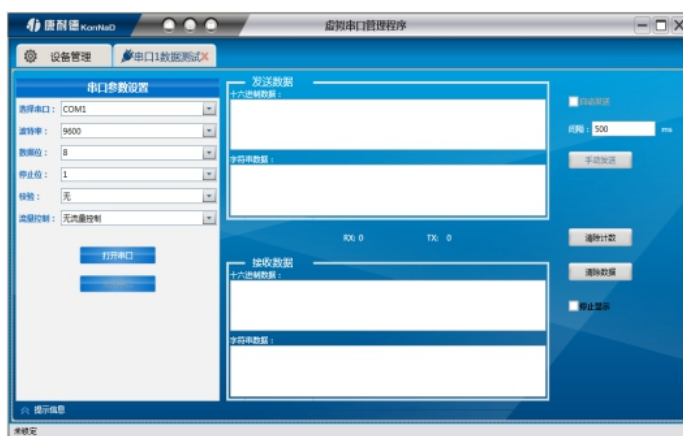 康耐德 KonNaD
虚拟串口管理程序
设备管理
串口1数据测试
串口参数设置
选择串口： COM1
波特率： 9600
数据位： 8
停止位： 1
校验： 无
流量控制： 无流量控制
打开串口
发送数据
十六进制数据：
字符串数据：
RX: 0 TX: 0
接收数据
十六进制数据：
字符串数据：
自动发送
间隔： 500 ms
手动发送
清除计数
清除数据
停止显示
提示信息
未锁定